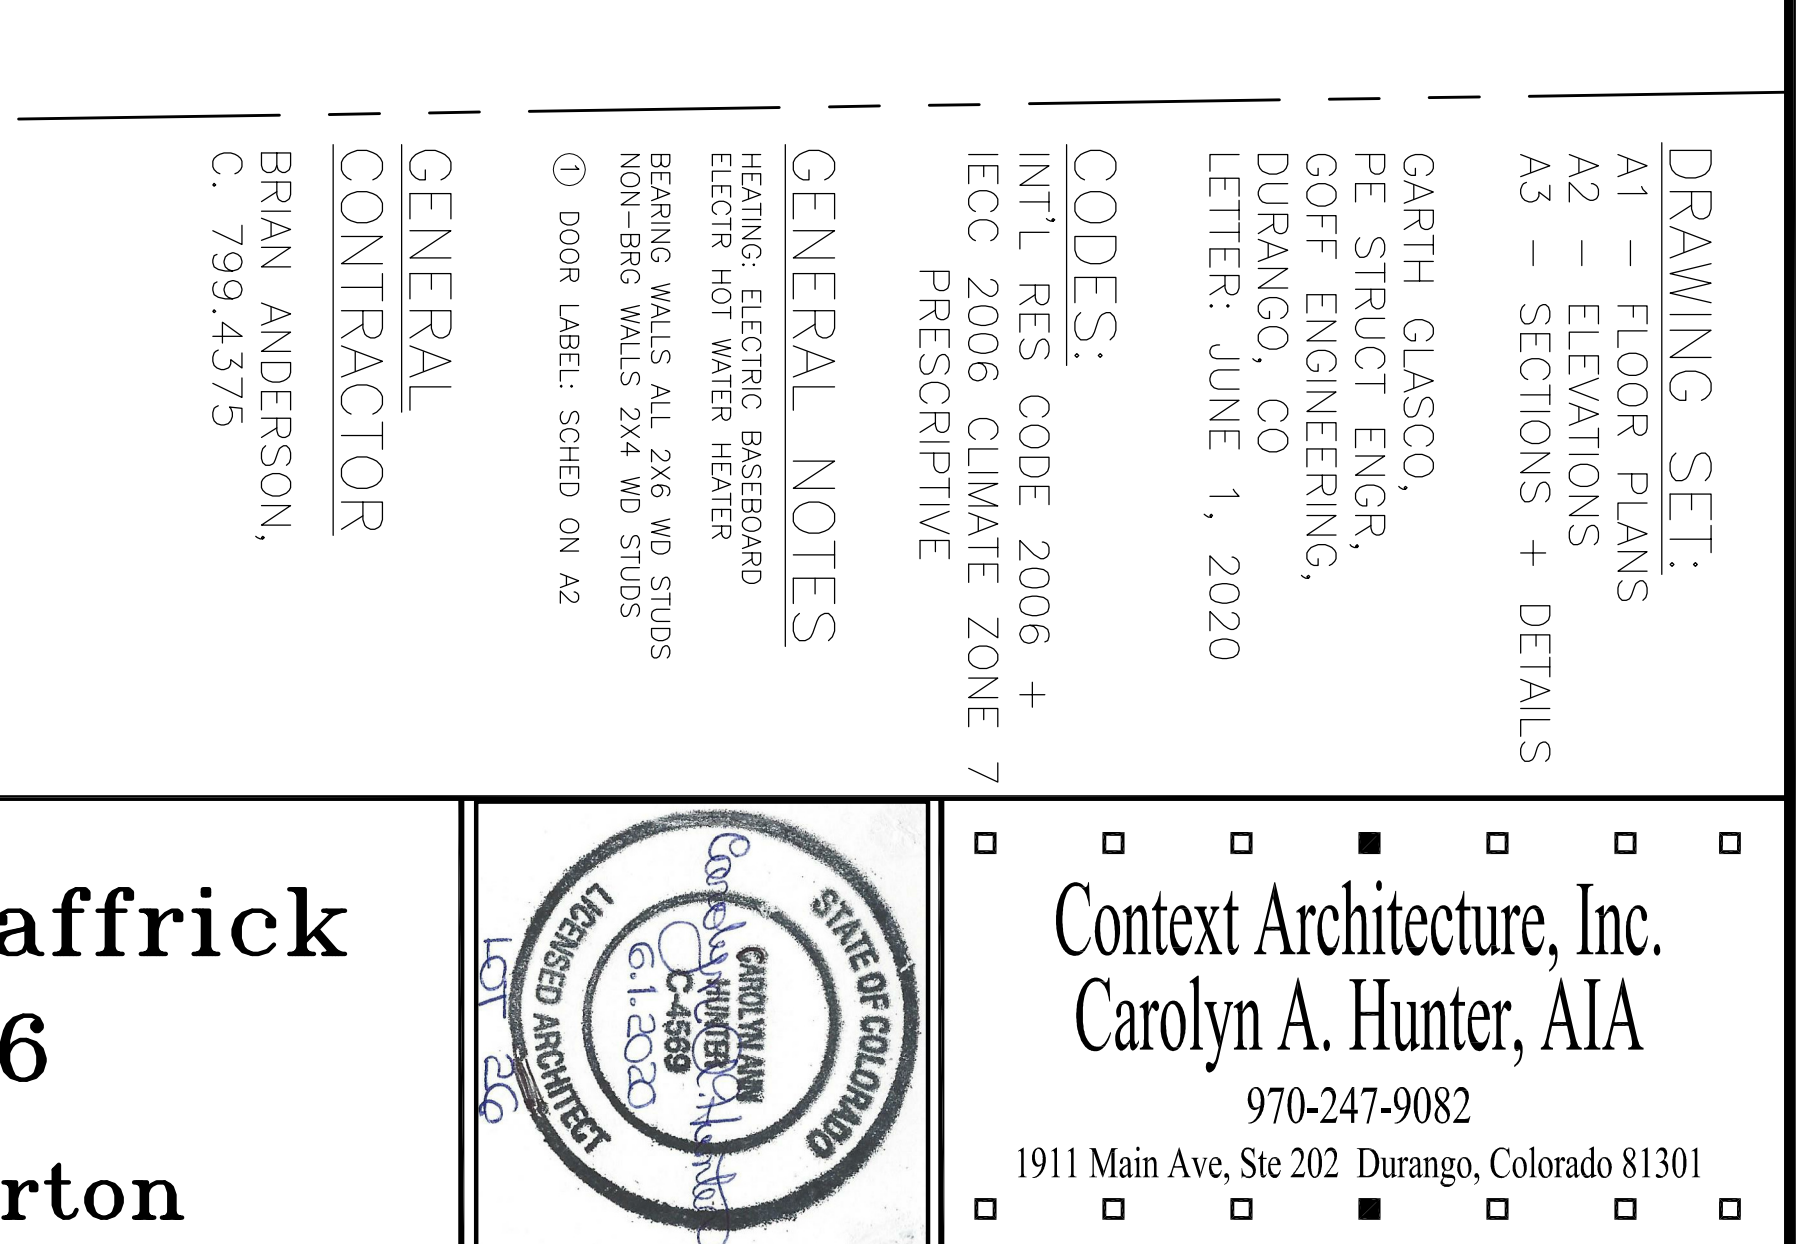 DRAWING SET:
A1 - FLOOR PLANS
A2 - ELEVATIONS
A3 - SECTIONS + DETAILS
GARTH GLASCO,
PE STRUCT ENGR,
GOFF ENGINEERING,
DURANGO, CO
LETTER: JUNE 1, 2020
CODES:
INT'L RES CODE 2006 +
IECC 2006 CLIMATE ZONE 7
PRESCRIPTIVE
GENERAL NOTES
HEATING: ELECTRIC BASEBOARD
ELECTR HOT WATER HEATER
BEARING WALLS ALL 2X6 WD STUDS
NON-BRG WALLS 2X4 WD STUDS
1 DOOR LABEL: SCHED ON A2
GENERAL
CONTRACTOR
BRIAN ANDERSON,
C. 799.4375
affrick
6
rton
STATE OF COLORADO
CAROLYN ANN
HUNTER
C-4569
LICENSED ARCHITECT
Carolyn Ann Hunter
6.1.2020
LOT 26
Context Architecture, Inc.
Carolyn A. Hunter, AIA
970-247-9082
1911 Main Ave, Ste 202 Durango, Colorado 81301